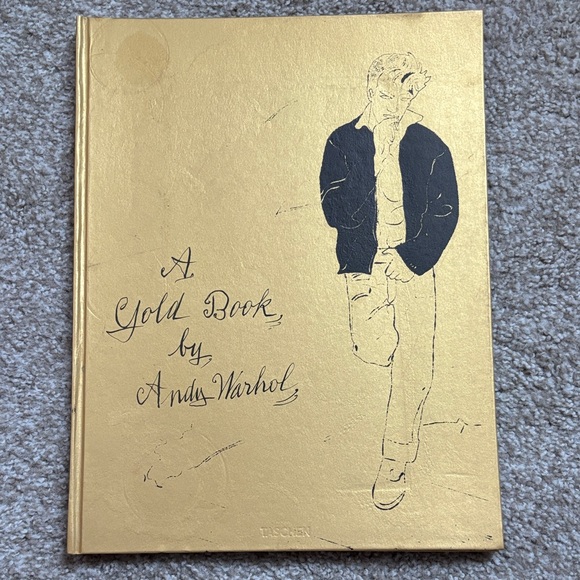 A
Gold Book
by
Andy Warhol
TASCHEN